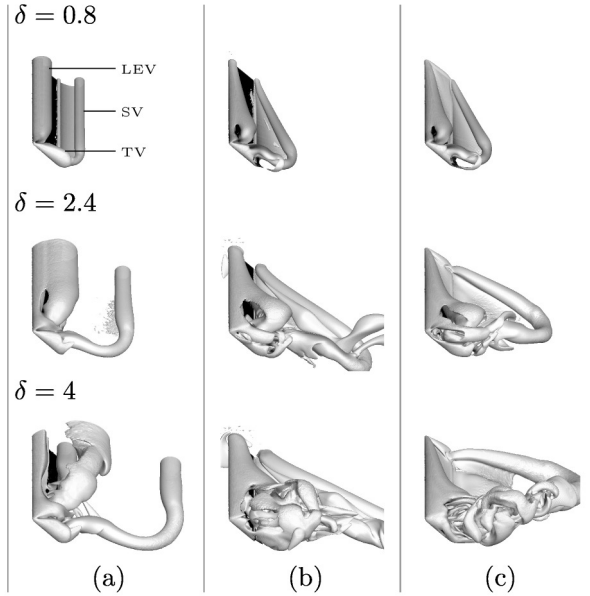 δ = 0.8
LEV
SV
TV
δ = 2.4
δ = 4
(a)
(b)
(c)